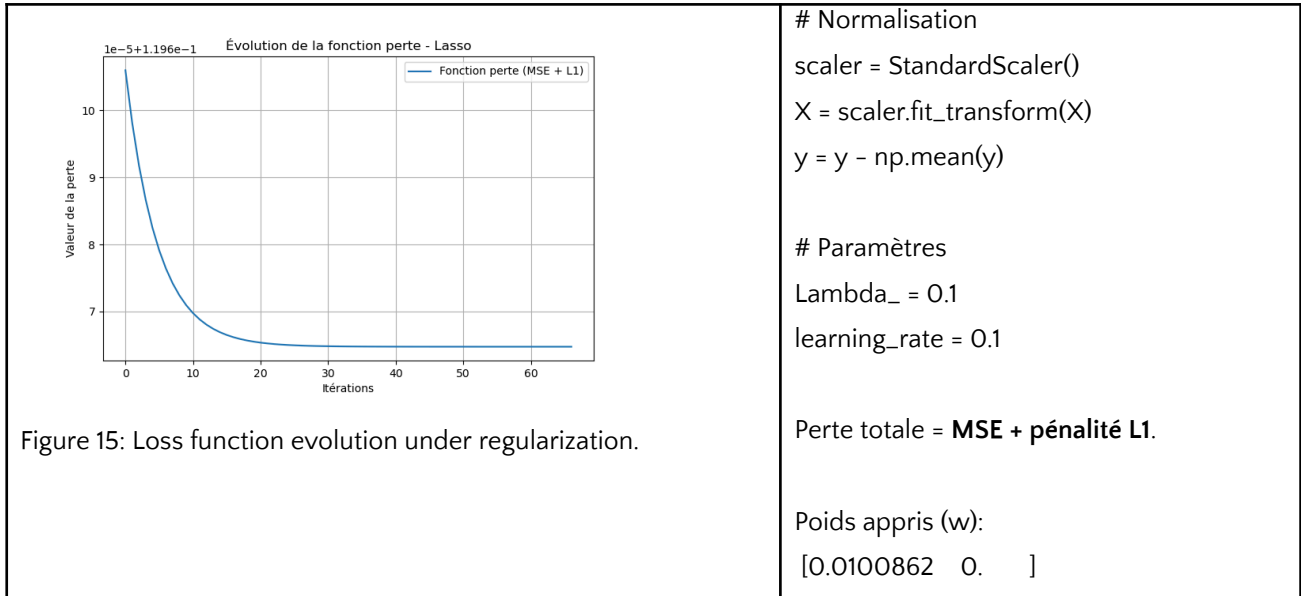 1e-5+1.196e-1
Évolution de la fonction perte - Lasso
Fonction perte (MSE + L1)
10
9
8
7
Valeur de la perte
0 10 20 30 40 50 60
Itérations
Figure 15: Loss function evolution under regularization.
# Normalisation
scaler = StandardScaler()
X = scaler.fit_transform(X)
y = y - np.mean(y)
# Paramètres
Lambda_ = 0.1
learning_rate = 0.1
Perte totale = MSE + pénalité L1.
Poids appris (w):
[0.0100862 0. ]